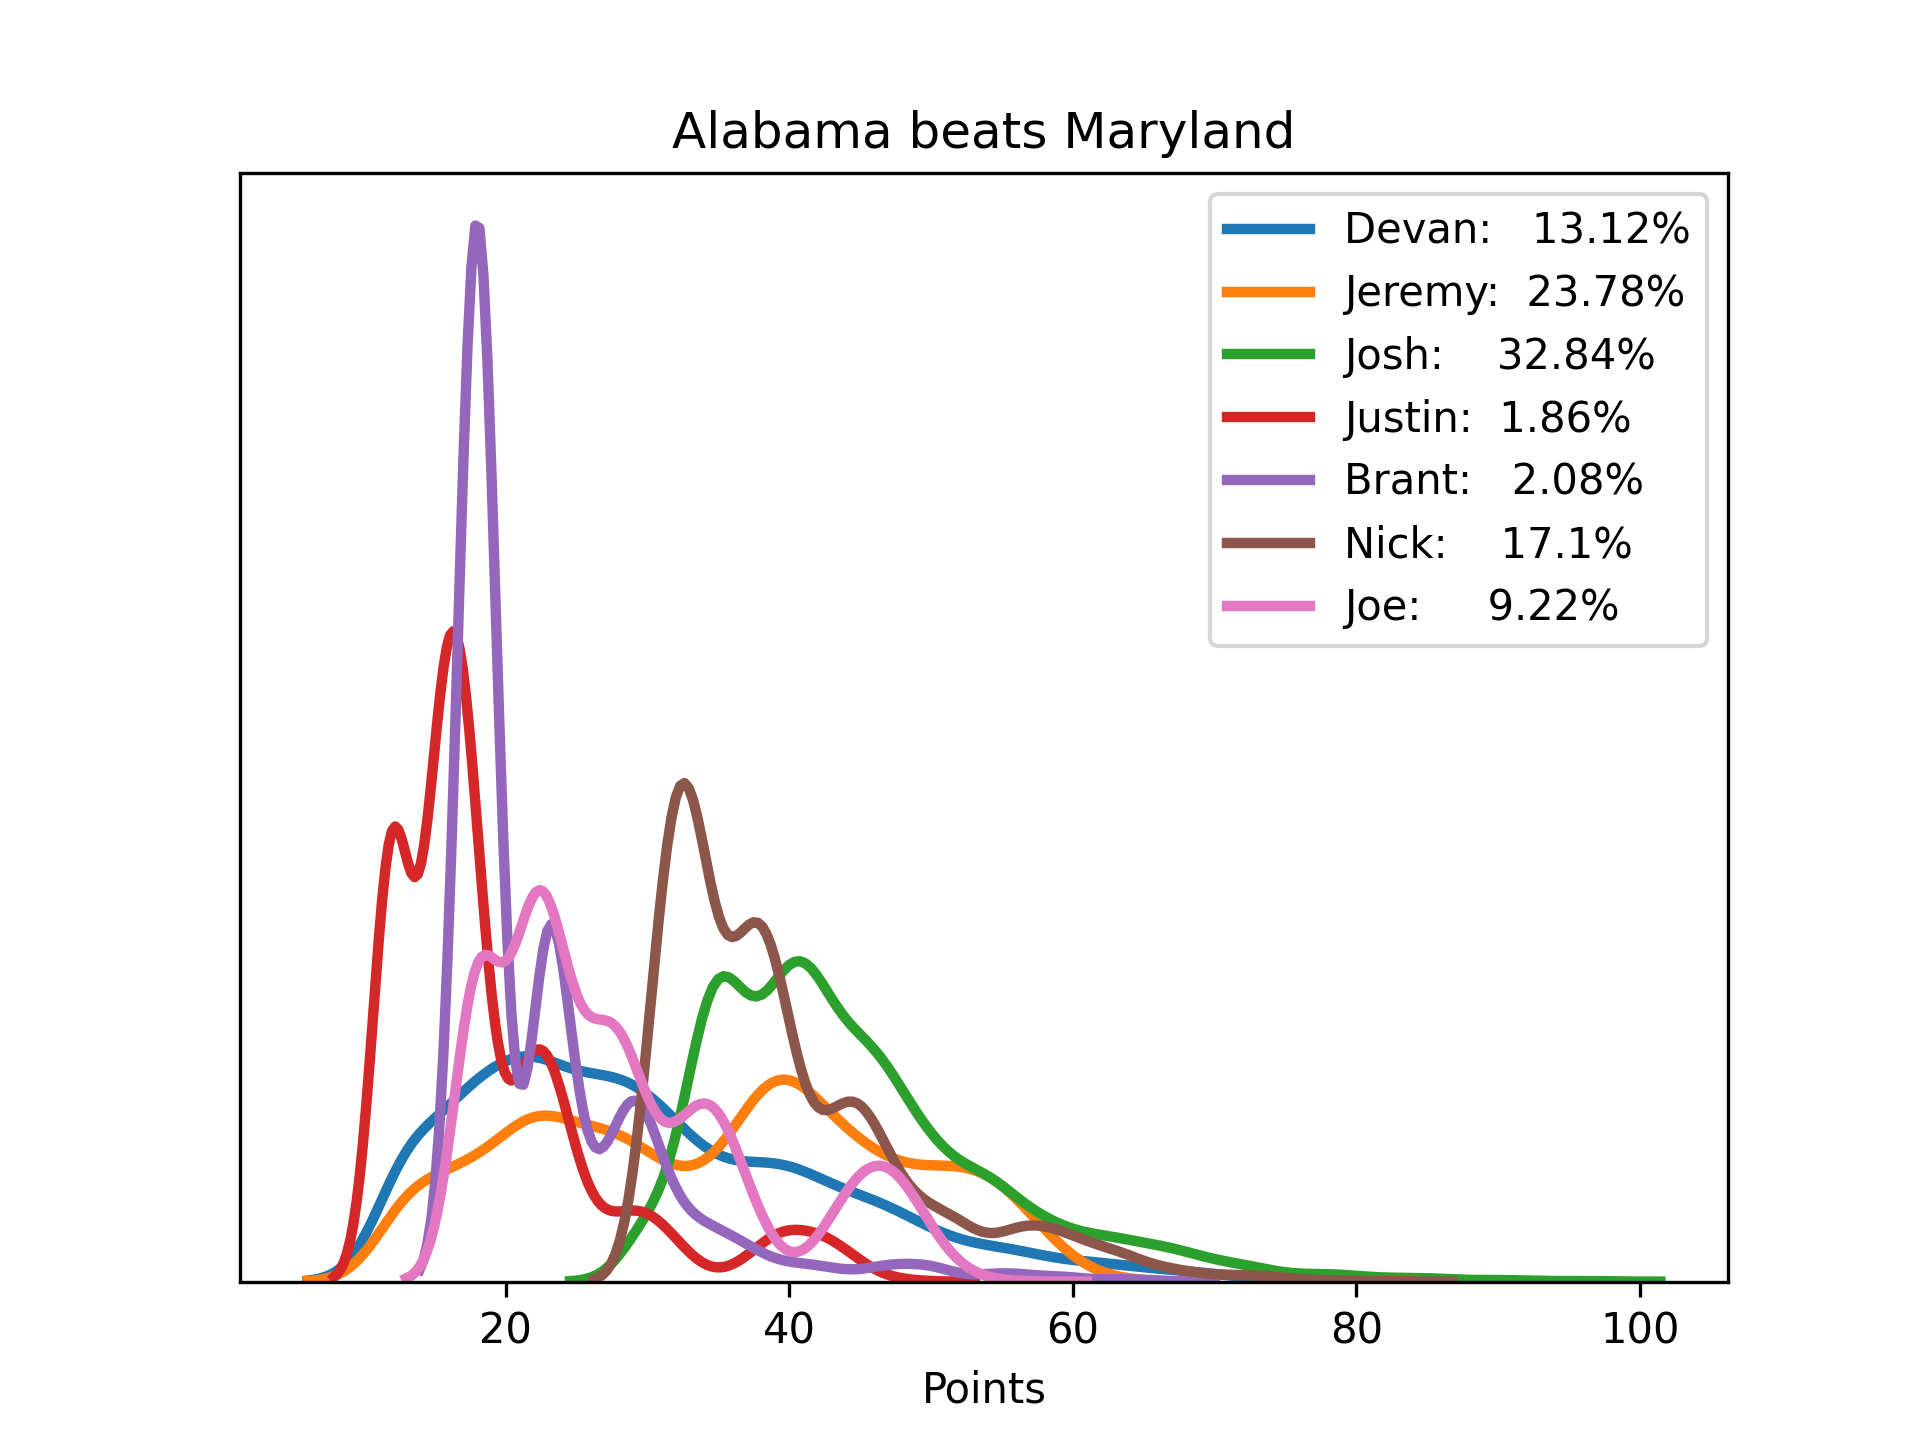 Alabama beats Maryland
Devan: 13.12%
Jeremy: 23.78%
Josh: 32.84%
Justin: 1.86%
Brant: 2.08%
Nick: 17.1%
Joe: 9.22%
20 40 60 80 100
Points